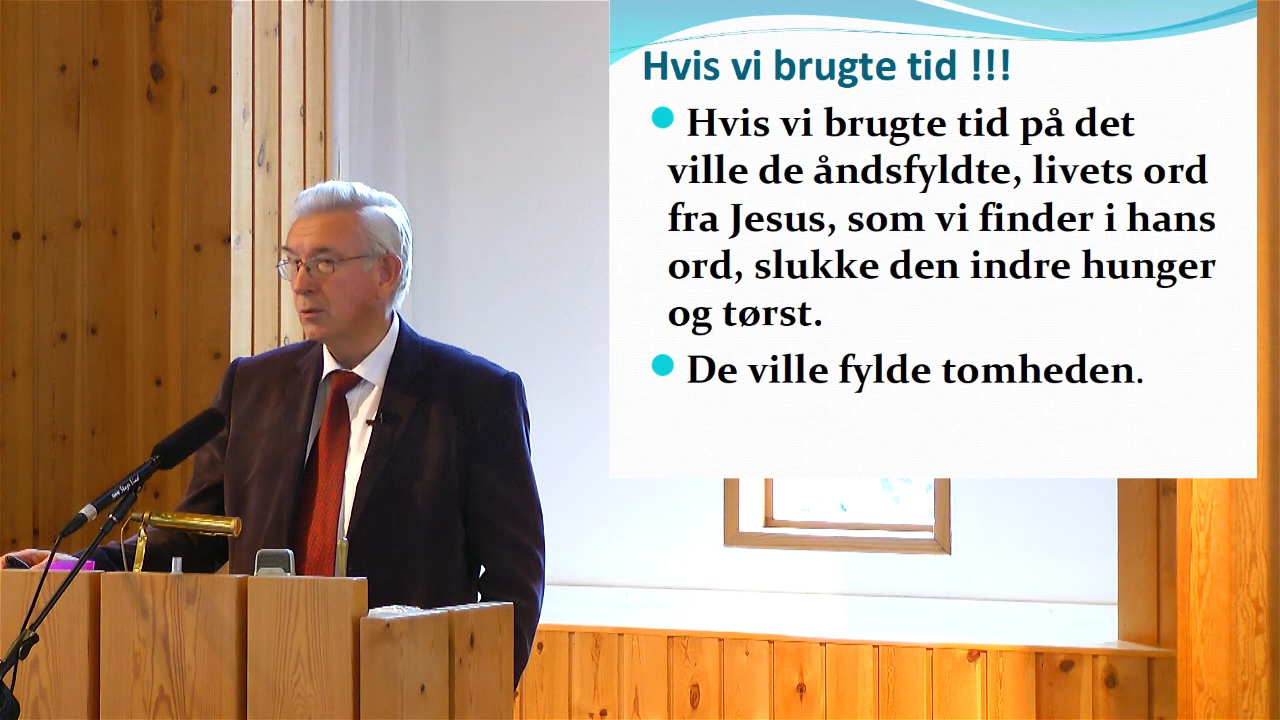 Hvis vi brugte tid !!!
Hvis vi brugte tid på det
ville de åndsfyldte, livets ord
fra Jesus, som vi finder i hans
ord, slukke den indre hunger
og tørst.
De ville fylde tomheden.